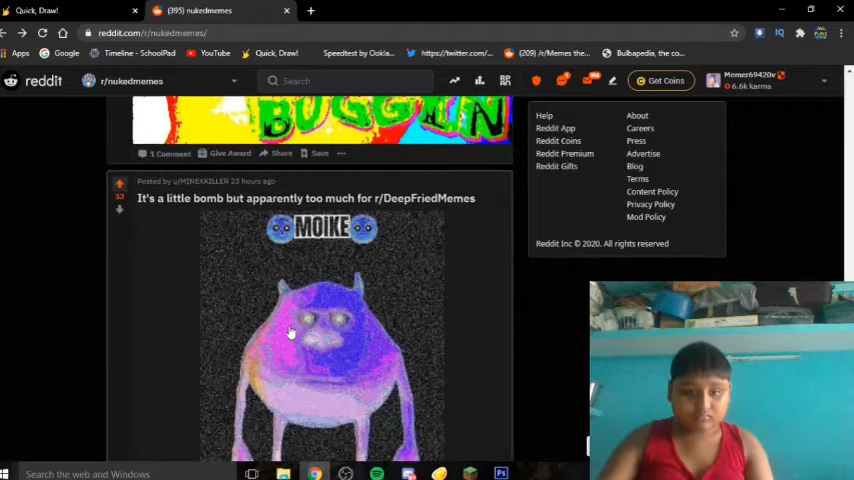 Quick, Draw!
(395) nukedmemes
reddit.com/r/nukedmemes/
Apps Google Timeline - SchoolPad YouTube Quick, Draw! Speedtest by Ookla... https://twitter.com/... (209) /r/Memes the... Bulbapedia, the co...
reddit r/nukedmemes Search Get Coins Memer69420v
6.6k karma
BUGGIN
1 Comment Give Award Share Save
Posted by u/MINEXKILLER 23 hours ago
33
It's a little bomb but apparently too much for r/DeepFriedMemes
MOIKE
Help About
Reddit App Careers
Reddit Coins Press
Reddit Premium Advertise
Reddit Gifts Blog
Terms
Content Policy
Privacy Policy
Mod Policy
Reddit Inc © 2020. All rights reserved
Search the web and Windows